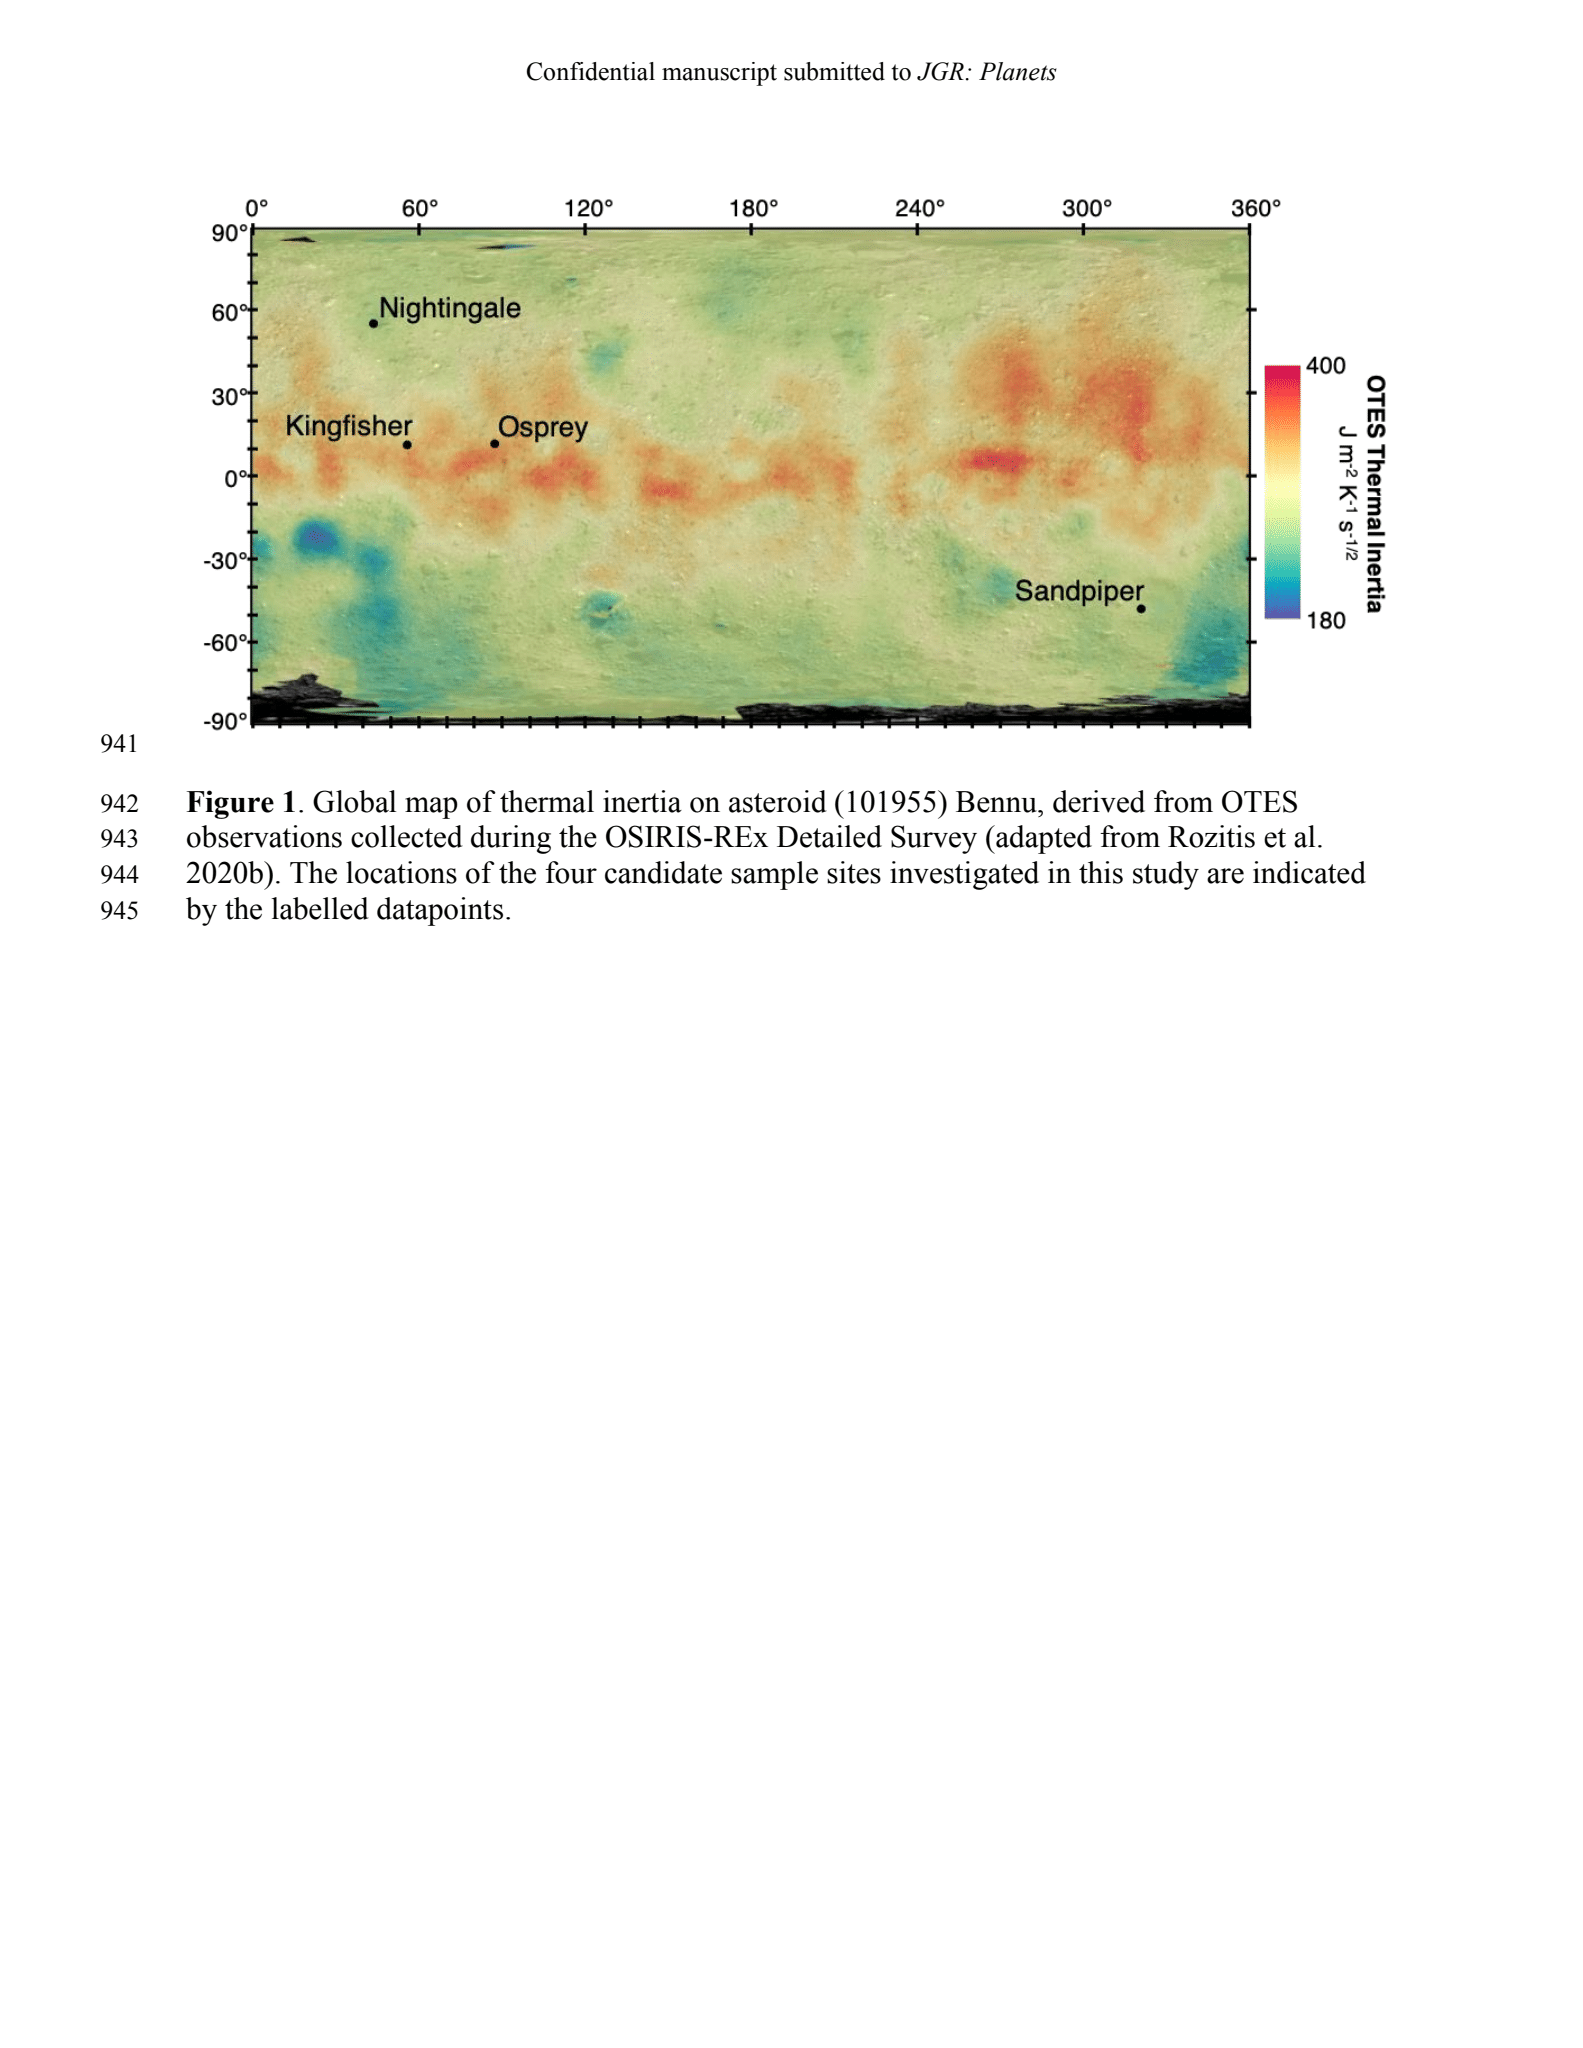 Confidential manuscript submitted to JGR: Planets
0° 60° 120° 180° 240° 300° 360°
90°
60°
30°
0°
-30°
-60°
-90°
Nightingale
Kingfisher
Osprey
Sandpiper
400
180
OTES Thermal Inertia
J m-2 K-1 s-1/2
941
942 Figure 1. Global map of thermal inertia on asteroid (101955) Bennu, derived from OTES
943 observations collected during the OSIRIS-REx Detailed Survey (adapted from Rozitis et al.
944 2020b). The locations of the four candidate sample sites investigated in this study are indicated
945 by the labelled datapoints.